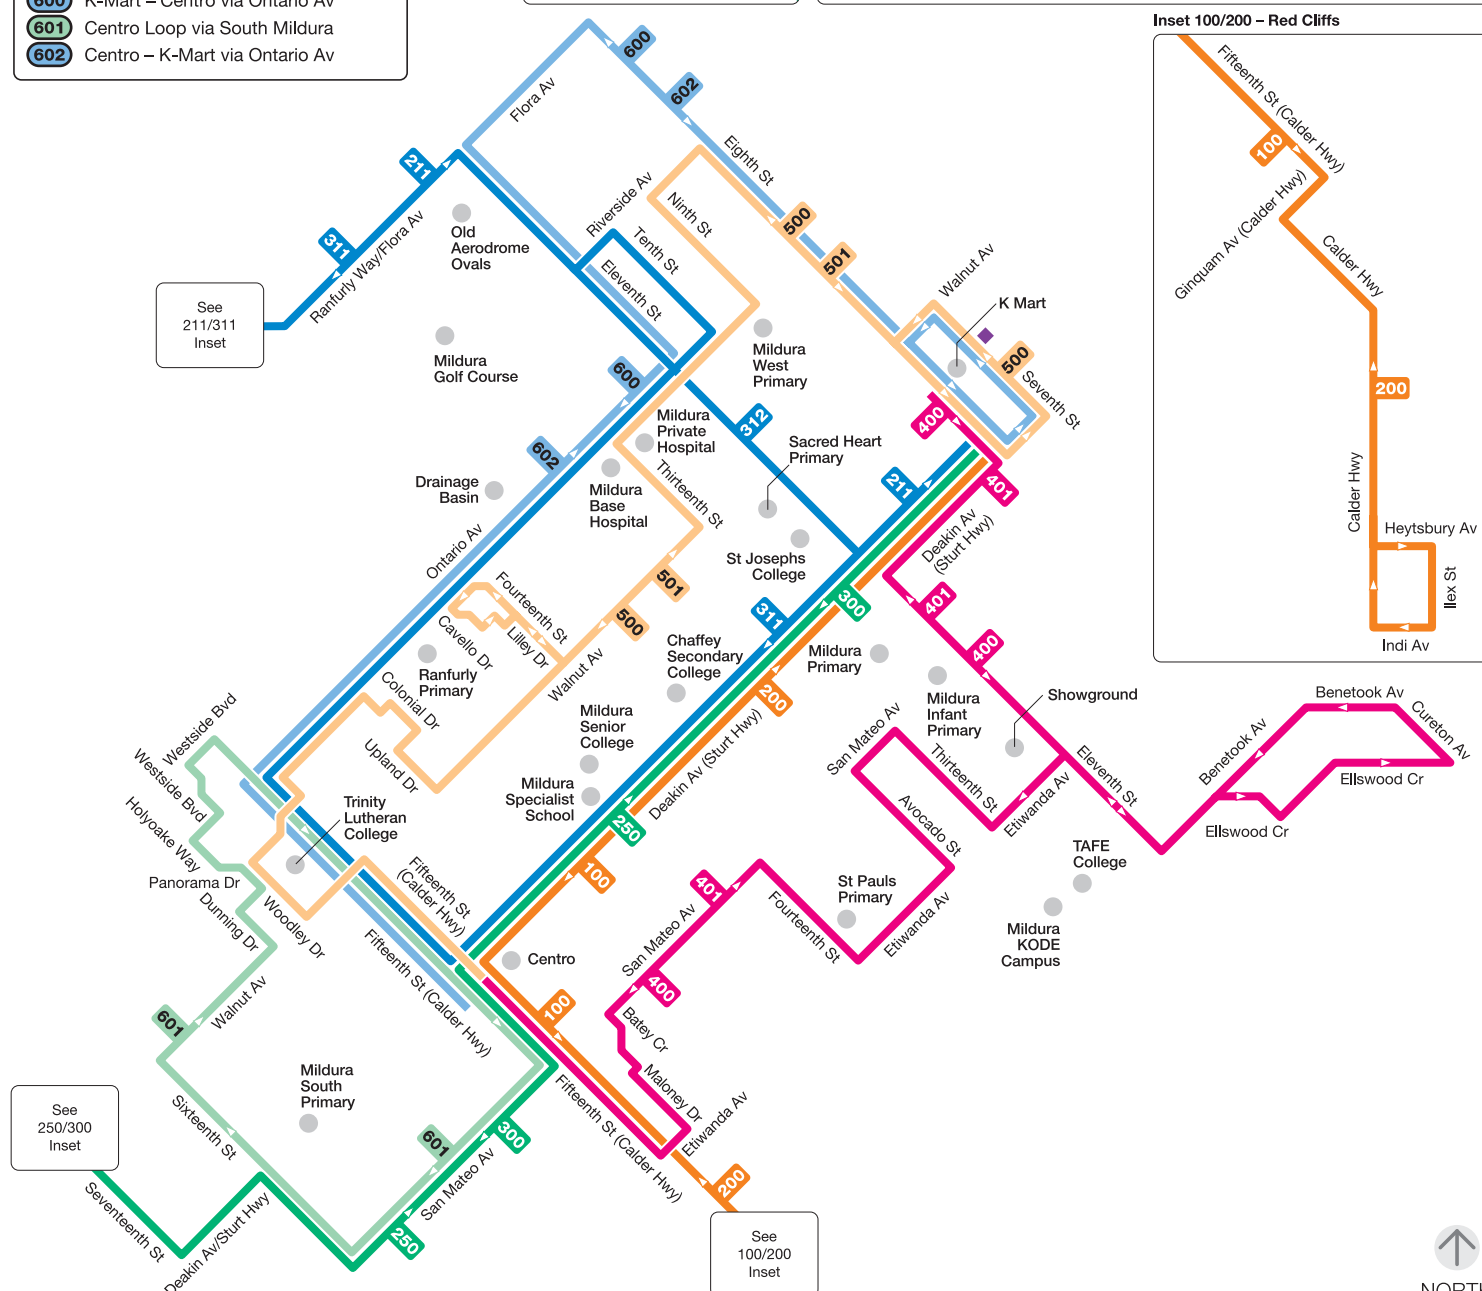 600 K-Mart – Centro via Ontario Av
601 Centro Loop via South Mildura
602 Centro – K-Mart via Ontario Av
Inset 100/200 – Red Cliffs
Fifteenth St (Calder Hwy)
100
Ginquam Av (Calder Hwy)
Calder Hwy
200
Calder Hwy
Heytsbury Av
Ilex St
Indi Av
600
602
Flora Av
Eighth St
211
311
Ranfurly Way/Flora Av
See
211/311
Inset
Old
Aerodrome
Ovals
Riverside Av
Ninth St
Tenth St
Eleventh St
500
501
Walnut Av
K Mart
500
Seventh St
Mildura
Golf Course
Mildura
West
Primary
600
602
312
400
401
Mildura
Private
Hospital
Sacred Heart
Primary
211
Drainage
Basin
Mildura
Base
Hospital
Thirteenth St
Deakin Av
(Sturt Hwy)
St Josephs
College
Ontario Av
501
500
300
401
400
311
Fourteenth St
Cavello Dr
Lilley Dr
Walnut Av
Chaffey
Secondary
College
Mildura
Primary
Ranfurly
Primary
Colonial Dr
Upland Dr
Mildura
Infant
Primary
200
Showground
Benetook Av
Cureton Av
Benetook Av
Ellswood Cr
Ellswood Cr
San Mateo Av
Thirteenth St
Etiwanda Av
Eleventh St
Mildura
Senior
College
Deakin Av (Sturt Hwy)
Westside Bvd
Westside Bvd
Holyoake Way
Panorama Dr
Dunning Dr
Trinity
Lutheran
College
Mildura
Specialist
School
250
100
Avocado St
TAFE
College
St Pauls
Primary
Mildura
KODE
Campus
Fifteenth St
(Calder Hwy)
401
San Mateo Av
Fourteenth St
Etiwanda Av
Woodley Dr
Fifteenth St (Calder Hwy)
Centro
400
100
Walnut Av
601
Batey Cr
Maloney Dr
Etiwanda Av
Mildura
South
Primary
Sixteenth St
See
250/300
Inset
601
300
San Mateo Av
Fifteenth St (Calder Hwy)
200
Seventeenth St
Deakin Av/Sturt Hwy
250
See
100/200
Inset
NORTH